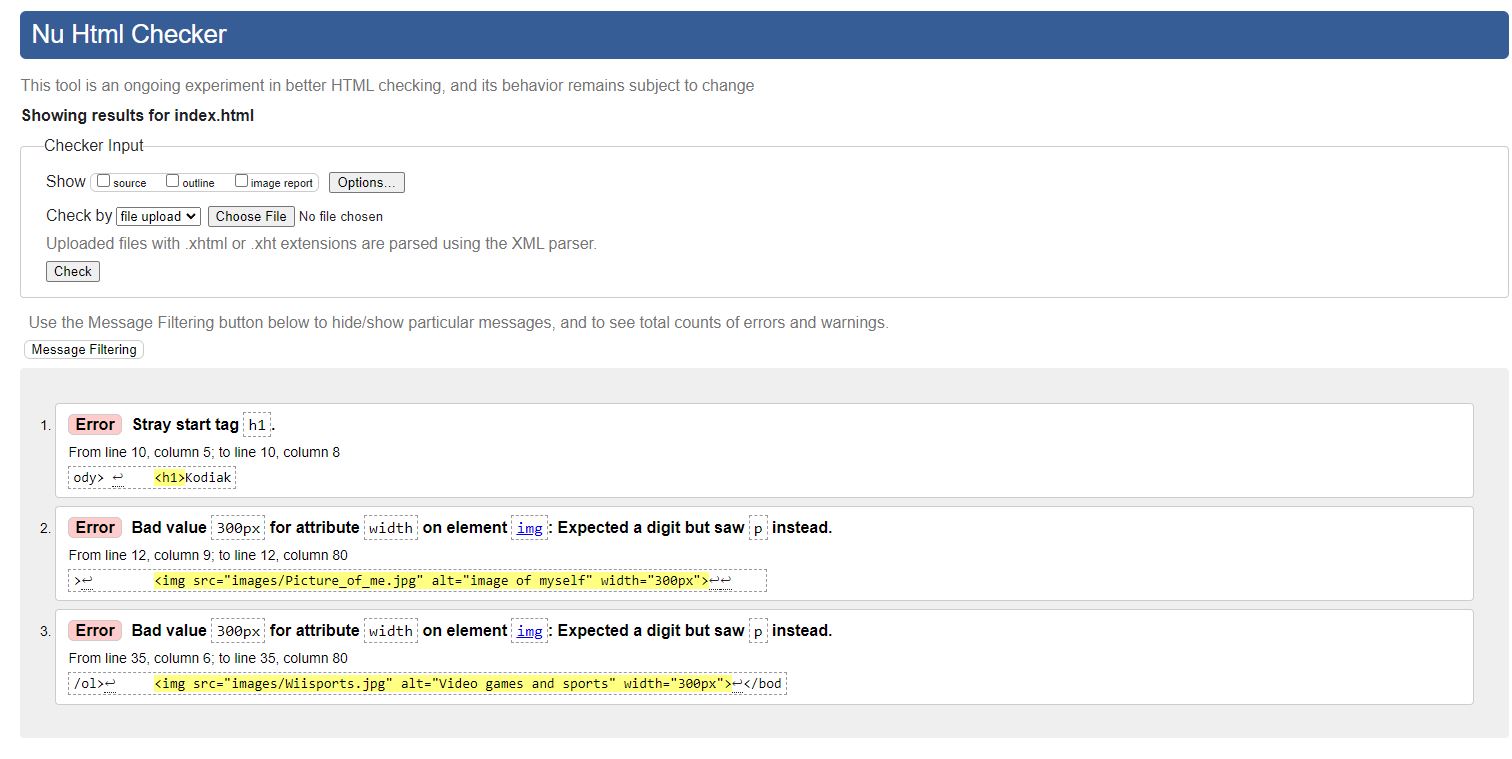 Nu Html Checker
This tool is an ongoing experiment in better HTML checking, and its behavior remains subject to change
Showing results for index.html
Checker Input
Show source outline image report Options...
Check by file upload Choose File No file chosen
Uploaded files with .xhtml or .xht extensions are parsed using the XML parser.
Check
Use the Message Filtering button below to hide/show particular messages, and to see total counts of errors and warnings.
Message Filtering
1. Error Stray start tag h1.
From line 10, column 5; to line 10, column 8
ody> ↩ <h1>Kodiak
2. Error Bad value 300px for attribute width on element img: Expected a digit but saw p instead.
From line 12, column 9; to line 12, column 80
>↩ <img src="images/Picture_of_me.jpg" alt="image of myself" width="300px">↩↩
3. Error Bad value 300px for attribute width on element img: Expected a digit but saw p instead.
From line 35, column 6; to line 35, column 80
/ol>↩ <img src="images/Wiisports.jpg" alt="Video games and sports" width="300px">↩</bod